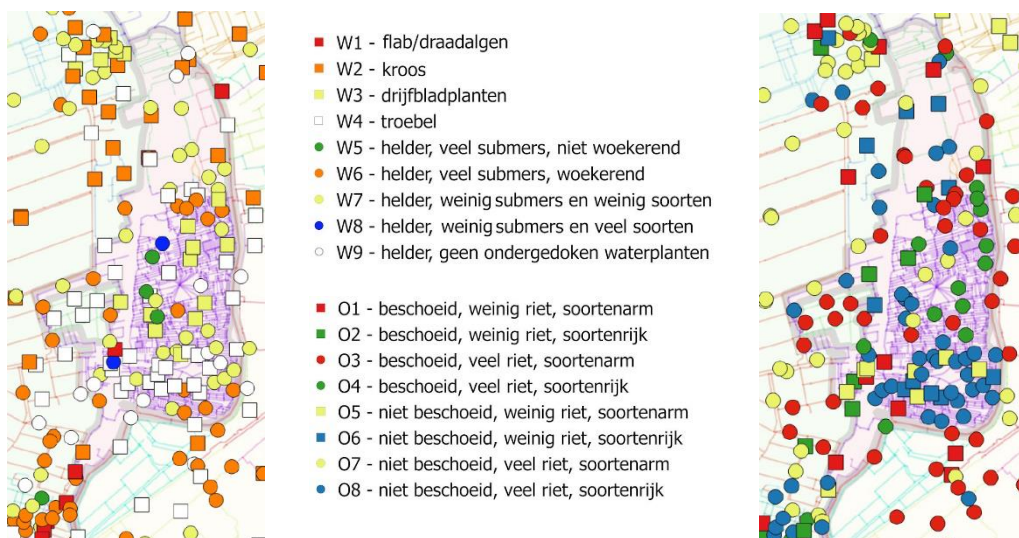 W1 - flab/draadalgen
W2 - kroos
W3 - drijfbladplanten
W4 - troebel
W5 - helder, veel submers, niet woekerend
W6 - helder, veel submers, woekerend
W7 - helder, weinig submers en weinig soorten
W8 - helder, weinig submers en veel soorten
W9 - helder, geen ondergedoken waterplanten
O1 - beschoeid, weinig riet, soortenarm
O2 - beschoeid, weinig riet, soortenrijk
O3 - beschoeid, veel riet, soortenarm
O4 - beschoeid, veel riet, soortenrijk
O5 - niet beschoeid, weinig riet, soortenarm
O6 - niet beschoeid, weinig riet, soortenrijk
O7 - niet beschoeid, veel riet, soortenarm
O8 - niet beschoeid, veel riet, soortenrijk